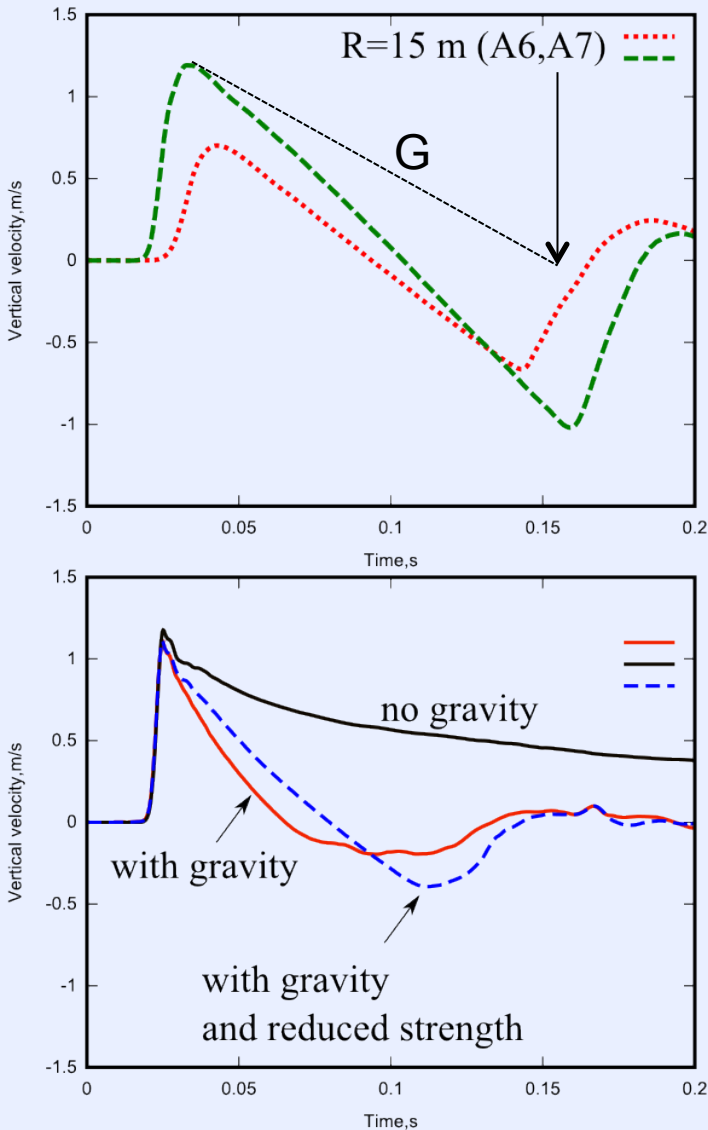 1.5
R=15 m (A6,A7)
1
G
0.5
Vertical velocity,m/s
0
-0.5
-1
-1.5
0 0.05 0.1 0.15 0.2
Time,s
1.5
1
no gravity
0.5
Vertical velocity,m/s
0
with gravity
-0.5
with gravity
-1
and reduced strength
-1.5
0 0.05 0.1 0.15 0.2
Time,s